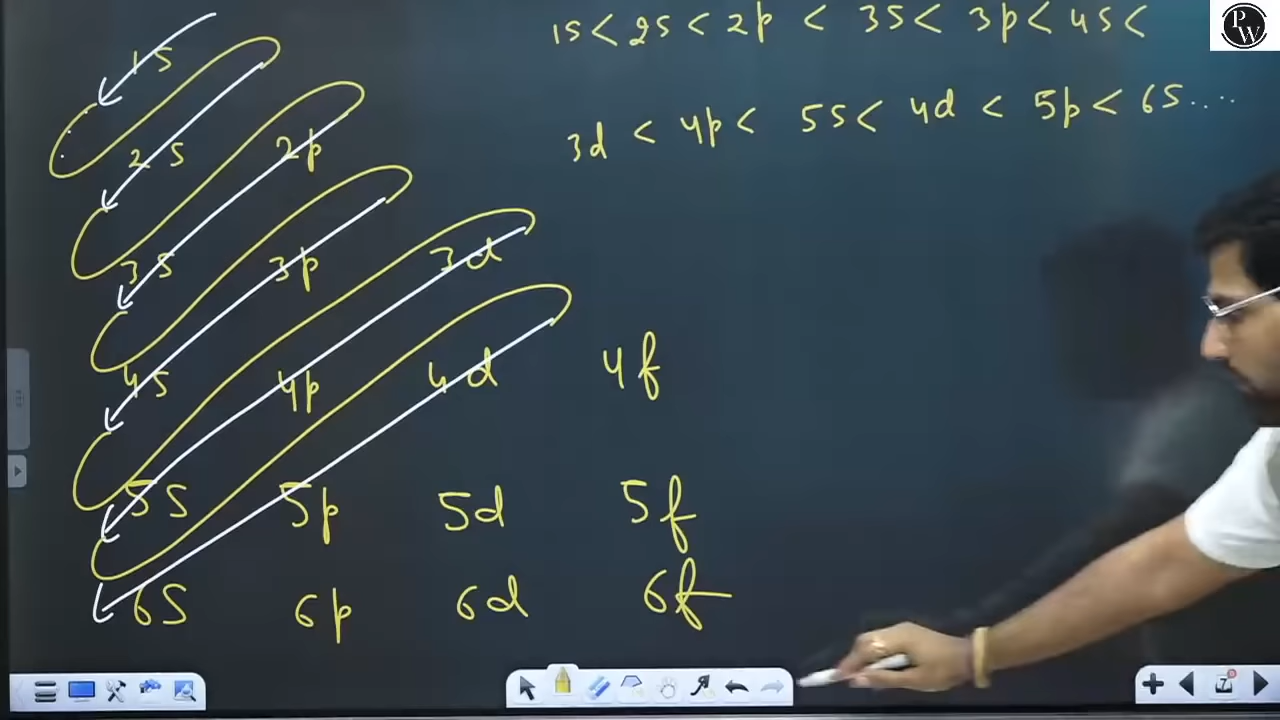 1s < 2s < 2p < 3s < 3p < 4s <
3d < 4p < 5s < 4d < 5p < 6s....
1s
2s 2p
3s 3p 3d
4s 4p 4d 4f
5s 5p 5d 5f
6s 6p 6d 6f
PW